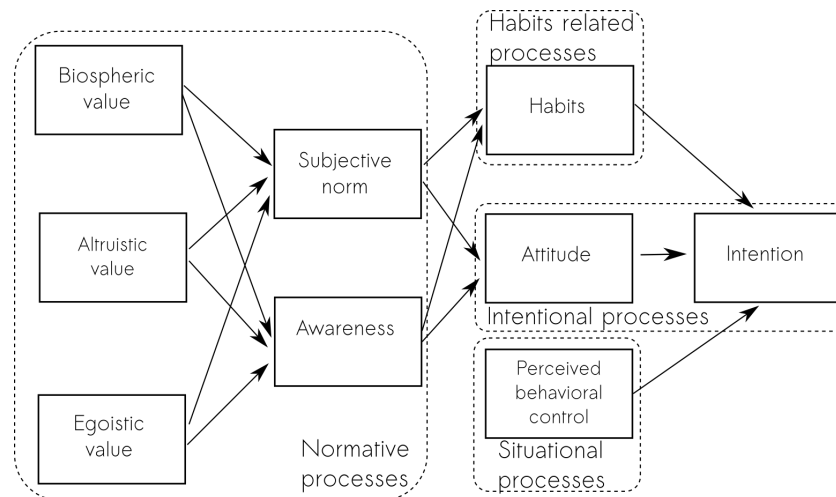 Biospheric
value
Altruistic
value
Egoistic
value
Subjective
norm
Awareness
Normative
processes
Habits related
processes
Habits
Attitude
Intention
Intentional processes
Perceived
behavioral
control
Situational
processes